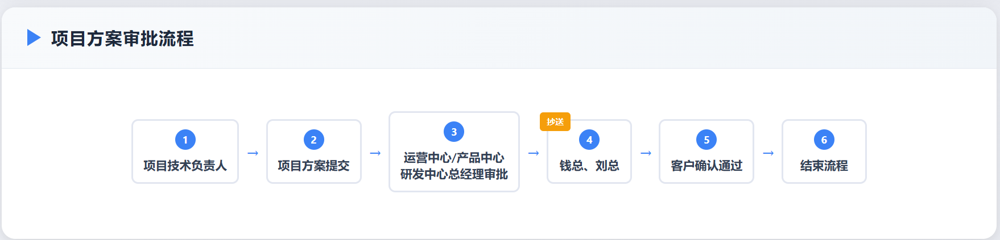 项目方案审批流程
1
项目技术负责人
→
2
项目方案提交
→
3
运营中心/产品中心
研发中心总经理审批
→
抄送
4
钱总、刘总
→
5
客户确认通过
→
6
结束流程